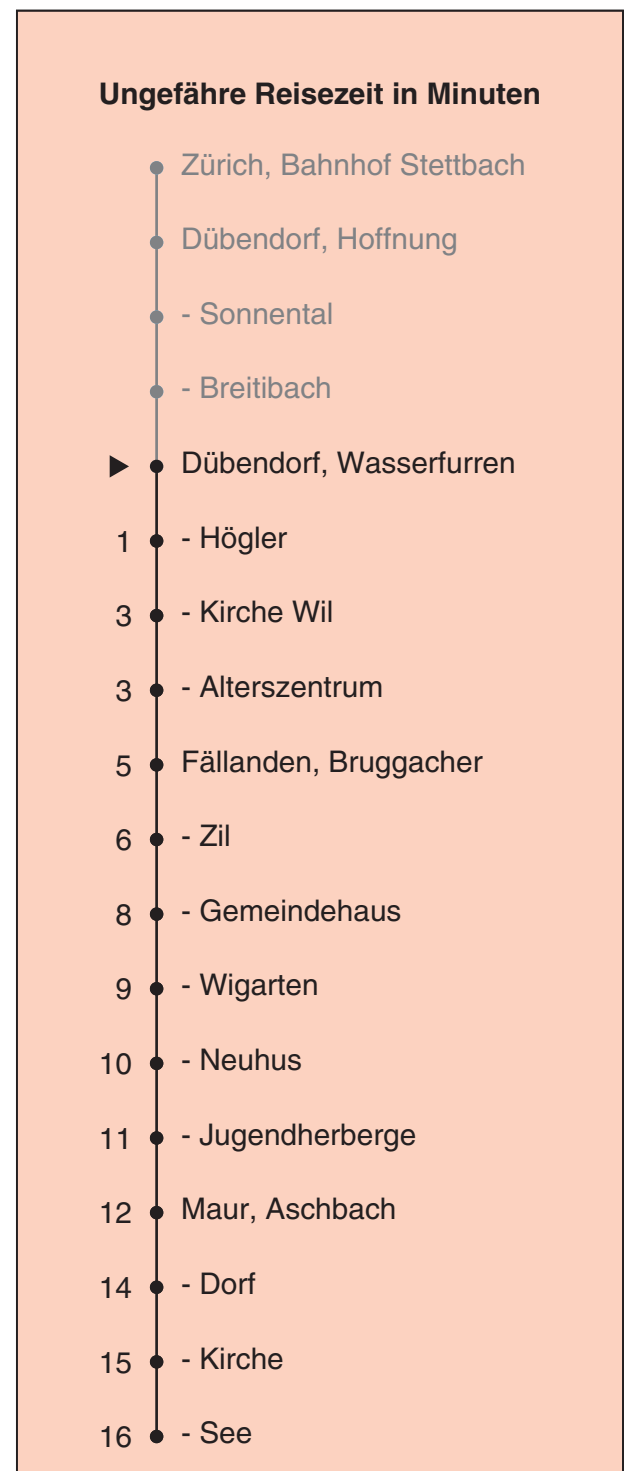 Ungefähre Reisezeit in Minuten
Zürich, Bahnhof Stettbach
Dübendorf, Hoffnung
- Sonnental
- Breitibach
Dübendorf, Wasserfurren
1 - Högler
3 - Kirche Wil
3 - Alterszentrum
5 Fällanden, Bruggacher
6 - Zil
8 - Gemeindehaus
9 - Wigarten
10 - Neuhus
11 - Jugendherberge
12 Maur, Aschbach
14 - Dorf
15 - Kirche
16 - See